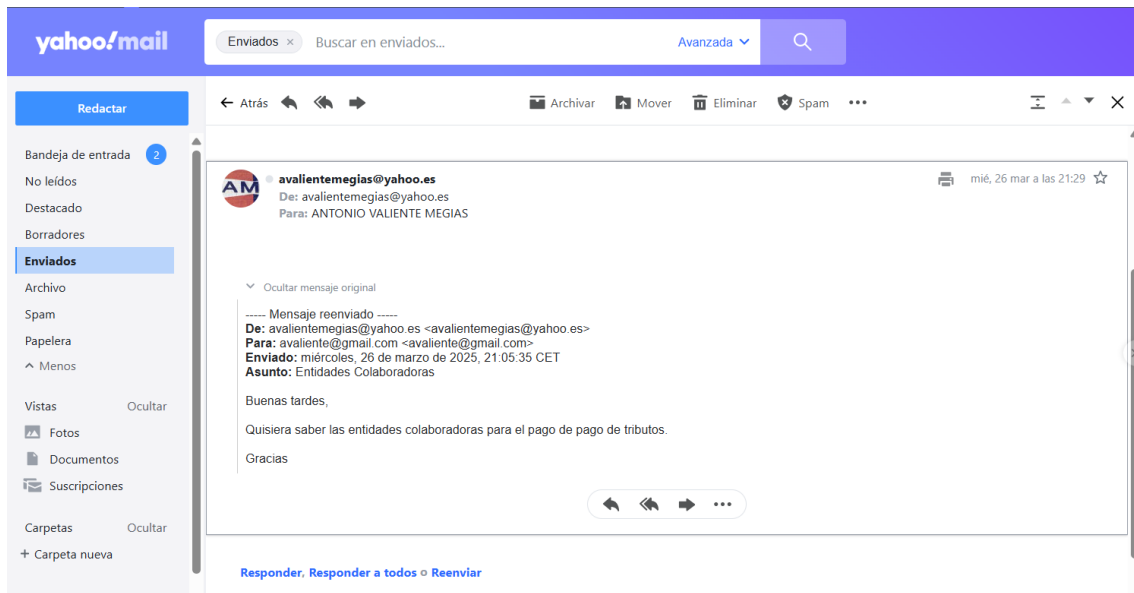 yahoo!mail
Enviados ×
Buscar en enviados...
Avanzada
Redactar
Atrás
Archivar
Mover
Eliminar
Spam
Bandeja de entrada 2
No leídos
Destacado
Borradores
Enviados
Archivo
Spam
Papelera
Menos
Vistas Ocultar
Fotos
Documentos
Suscripciones
Carpetas Ocultar
+ Carpeta nueva
AM
avalientemegias@yahoo.es
mié, 26 mar a las 21:29
De: avalientemegias@yahoo.es
Para: ANTONIO VALIENTE MEGIAS
Ocultar mensaje original
----- Mensaje reenviado -----
De: avalientemegias@yahoo.es <avalientemegias@yahoo.es>
Para: avaliente@gmail.com <avaliente@gmail.com>
Enviado: miércoles, 26 de marzo de 2025, 21:05:35 CET
Asunto: Entidades Colaboradoras
Buenas tardes,
Quisiera saber las entidades colaboradoras para el pago de pago de tributos.
Gracias
Responder, Responder a todos o Reenviar